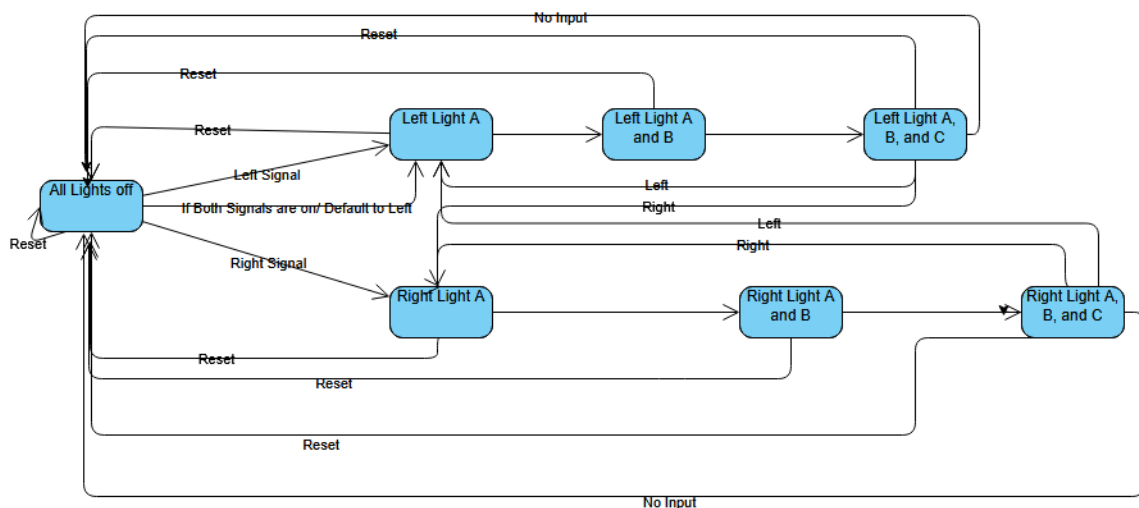 No Input
Reset
Reset
Left Light A
Left Light A
and B
Left Light A,
B, and C
Reset
Left Signal
All Lights off
Left
If Both Signals are on/ Default to Left
Right
Left
Reset
Right
Right Signal
Right Light A
Right Light A
and B
Right Light A,
B, and C
Reset
Reset
Reset
No Input